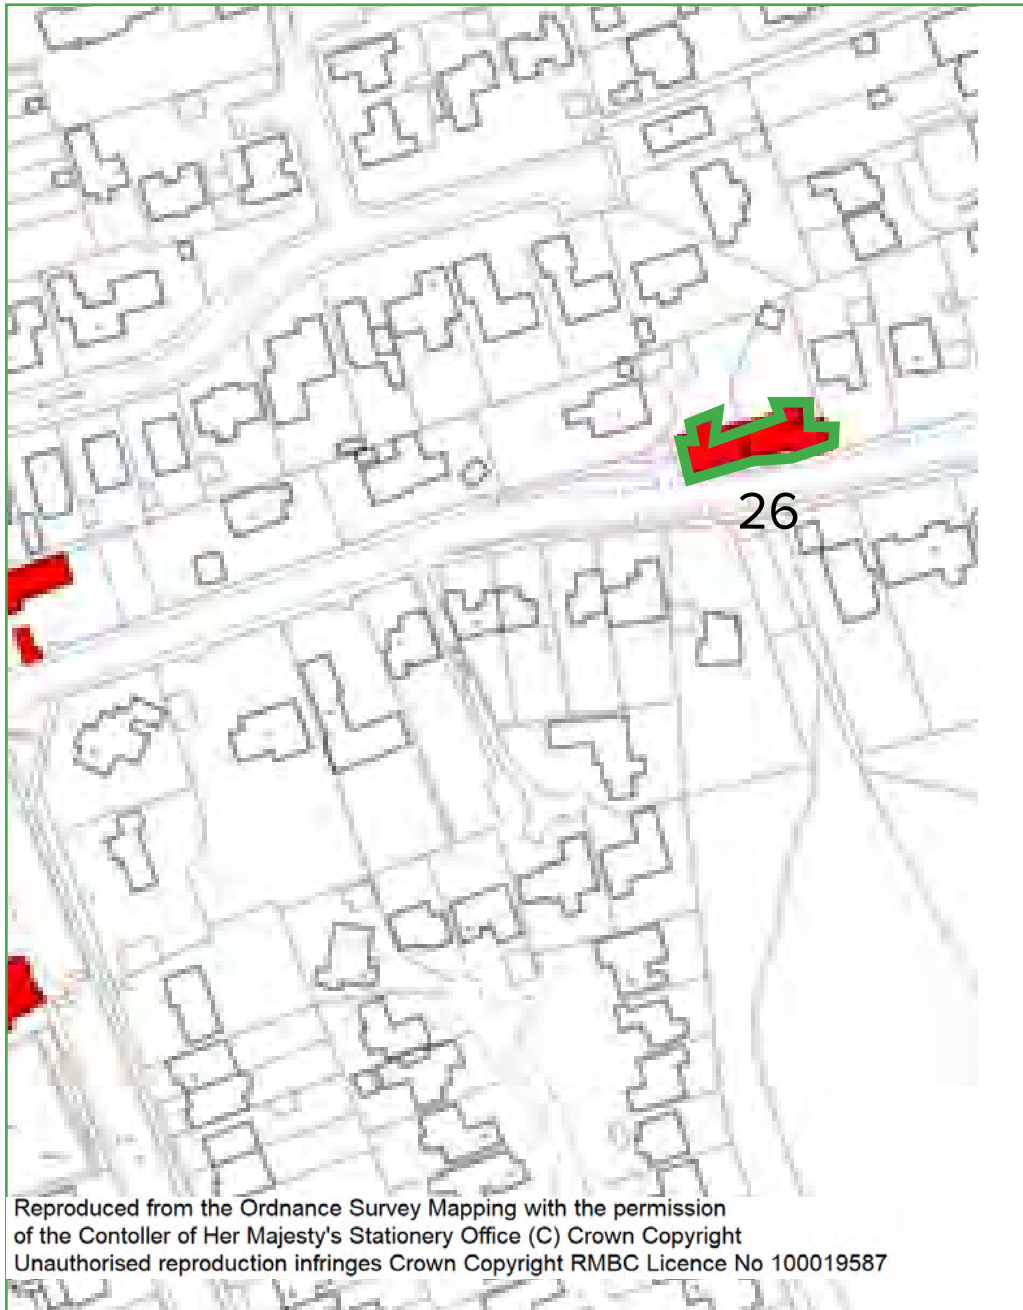 26
Reproduced from the Ordnance Survey Mapping with the permission
of the Contoller of Her Majesty's Stationery Office (C) Crown Copyright
Unauthorised reproduction infringes Crown Copyright RMBC Licence No 100019587